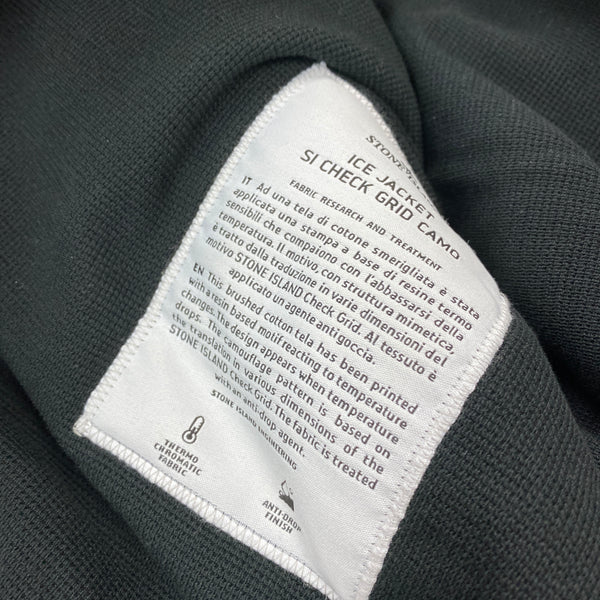 ICE JACKET
SI CHECK GRID CAMO
FABRIC RESEARCH AND TREATMENT
IT Ad una tela di cotone smerigliata è stata
applicata una stampa a base di resine termo
sensibili che compaiono con l'abbassarsi della
temperatura. Il motivo, con struttura mimetica,
è tratto dalla traduzione in varie dimensioni del
motivo STONE ISLAND Check Grid. Al tessuto è
applicato un agente anti goccia.
EN This brushed cotton tela has been printed
with a resin based motif reacting to temperature
changes. The design appears when temperature
drops. The camouflage pattern is based on
the translation in various dimensions of the
STONE ISLAND Check Grid. The fabric is treated
with an anti-drop agent.
STONE ISLAND ENGINEERING
THERMO
CHROMATIC
FABRIC
ANTI-DROP
FINISH